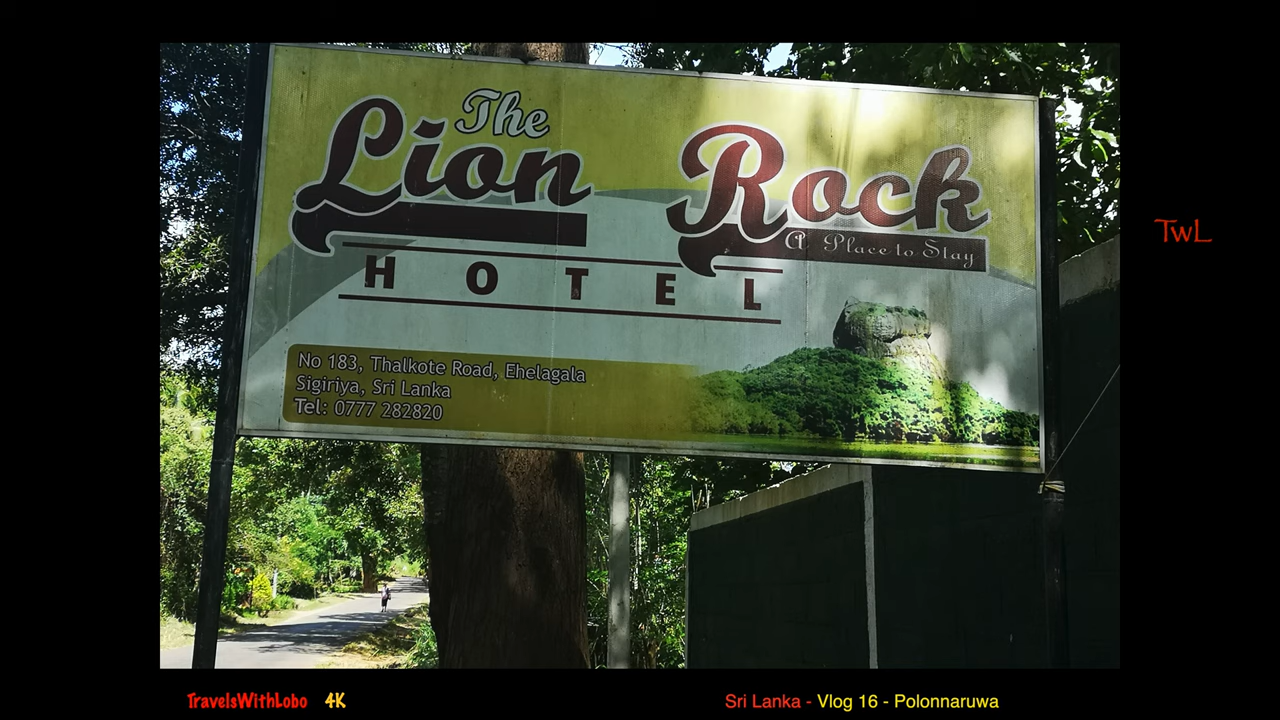 The
Lion Rock
A Place to Stay
HOTEL
No 183, Thalkote Road, Ehelagala
Sigiriya, Sri Lanka
Tel: 0777 282820
TwL
TravelsWithLobo 4K
Sri Lanka - Vlog 16 - Polonnaruwa